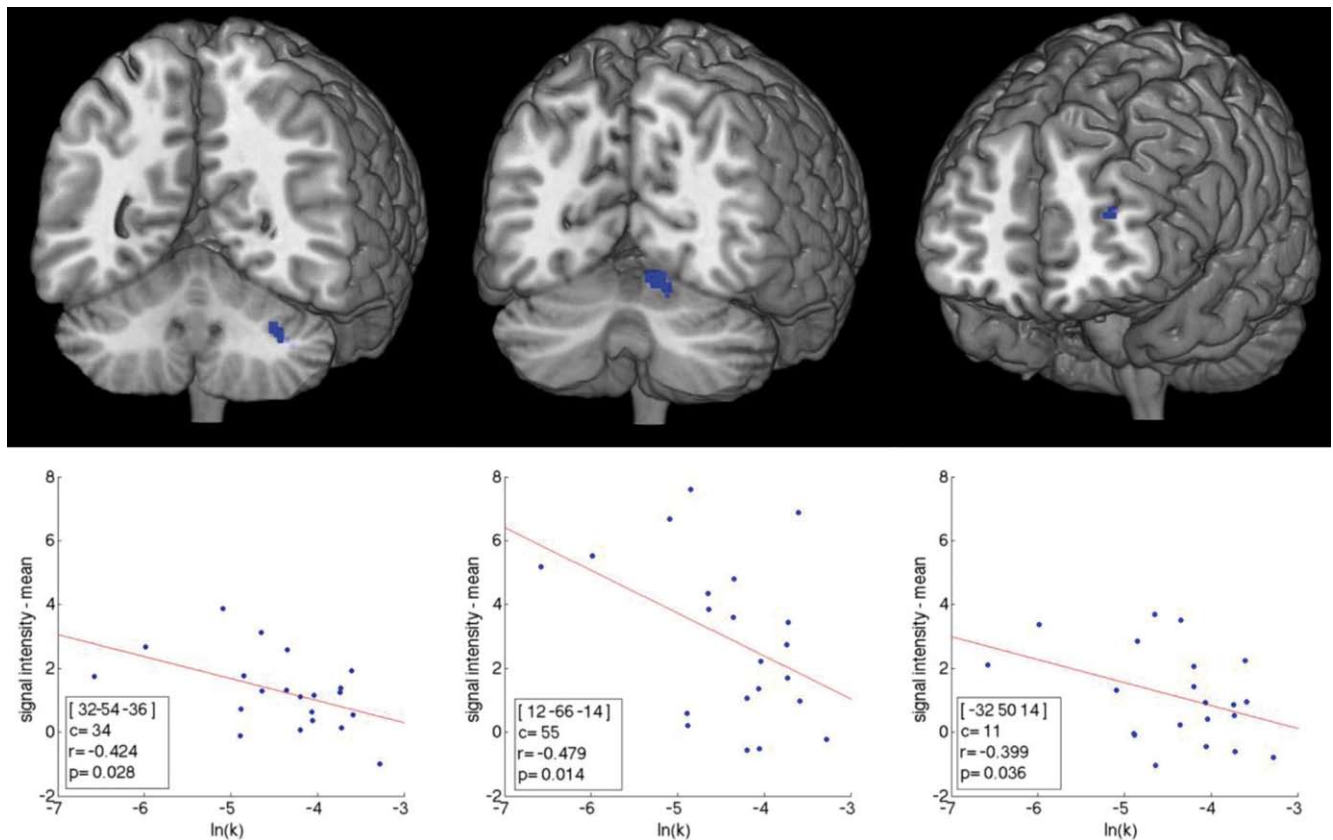 8
6
4
2
0
-2
signal intensity - mean
[ 32-54-36 ]
c= 34
r= -0.424
p= 0.028
-7 -6 -5 -4 -3
ln(k)
8
6
4
2
0
-2
signal intensity - mean
[ 12-66-14 ]
c= 55
r= -0.479
p= 0.014
-7 -6 -5 -4 -3
ln(k)
8
6
4
2
0
-2
signal intensity - mean
[ -32 50 14 ]
c= 11
r= -0.399
p= 0.036
-7 -6 -5 -4 -3
ln(k)